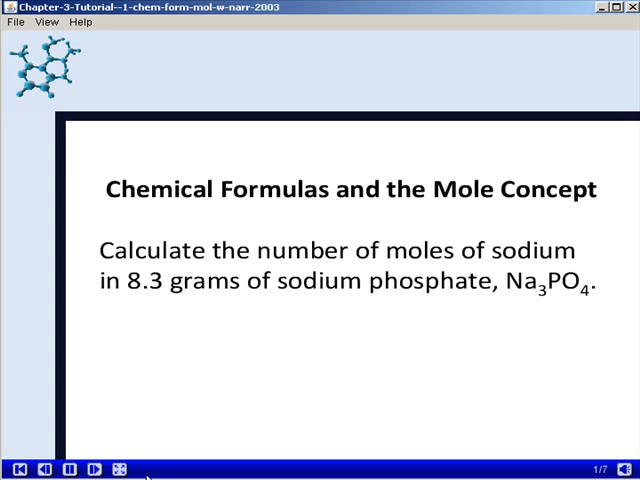 Chapter-3-Tutorial--1-chem-form-mol-w-narr-2003
File View Help
Chemical Formulas and the Mole Concept
Calculate the number of moles of sodium
in 8.3 grams of sodium phosphate, Na₃PO₄.
1/7